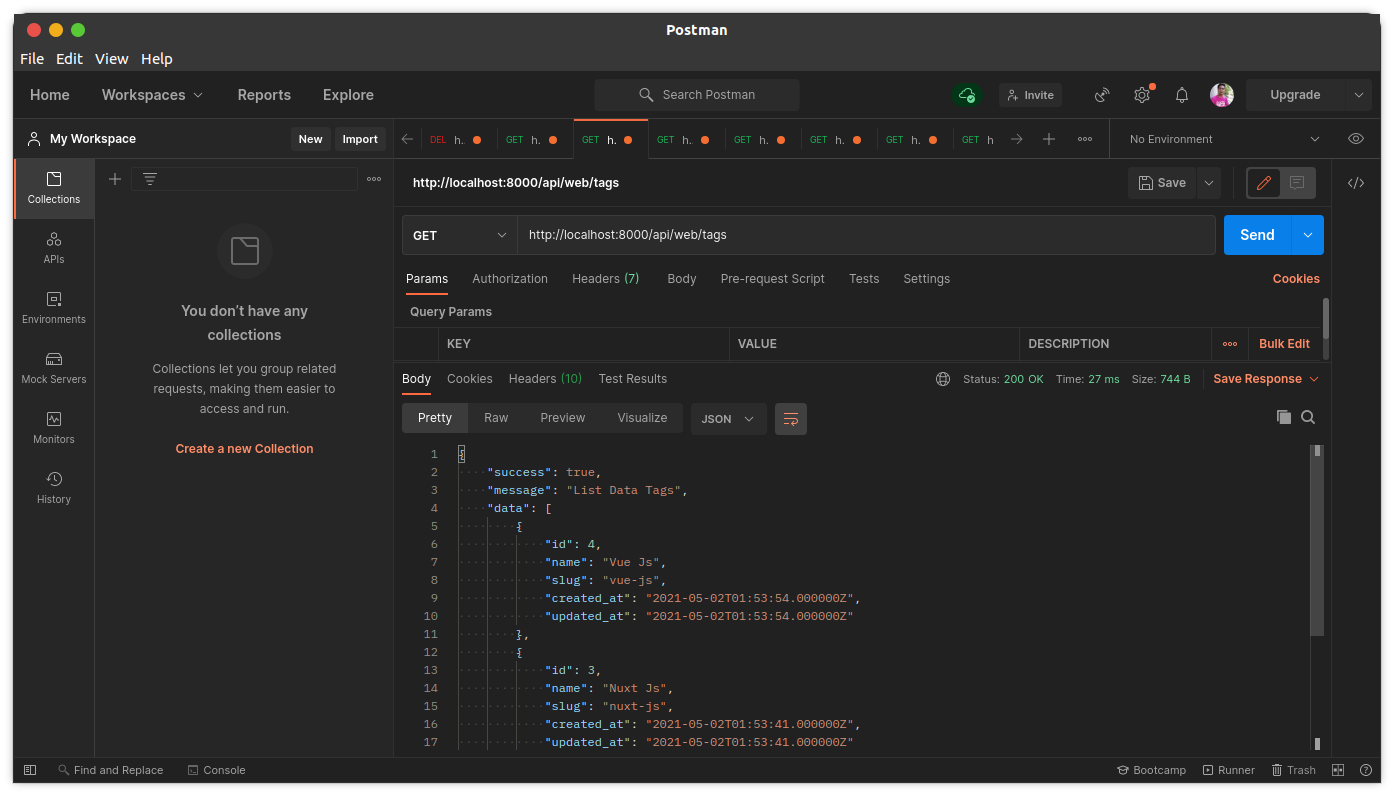 Postman
File Edit View Help
Home Workspaces Reports Explore Search Postman Invite Upgrade
My Workspace New Import DEL h. GET h. GET h. GET h.. GET h. GET h. GET h. GET h No Environment
http://localhost:8000/api/web/tags Save
Collections
GET http://localhost:8000/api/web/tags Send
APIs
Params Authorization Headers (7) Body Pre-request Script Tests Settings Cookies
Environments
Query Params
KEY VALUE DESCRIPTION Bulk Edit
You don't have any
collections
Collections let you group related
requests, making them easier to
access and run.
Create a new Collection
Mock Servers
Monitors
History
Body Cookies Headers (10) Test Results Status: 200 OK Time: 27 ms Size: 744 B Save Response
Pretty Raw Preview Visualize JSON
1 {
2 "success": true,
3 "message": "List Data Tags",
4 "data": [
5 {
6 "id": 4,
7 "name": "Vue Js",
8 "slug": "vue-js",
9 "created_at": "2021-05-02T01:53:54.000000Z",
10 "updated_at": "2021-05-02T01:53:54.000000Z"
11 },
12 {
13 "id": 3,
14 "name": "Nuxt Js",
15 "slug": "nuxt-js",
16 "created_at": "2021-05-02T01:53:41.000000Z",
17 "updated_at": "2021-05-02T01:53:41.000000Z"
Find and Replace Console Bootcamp Runner Trash